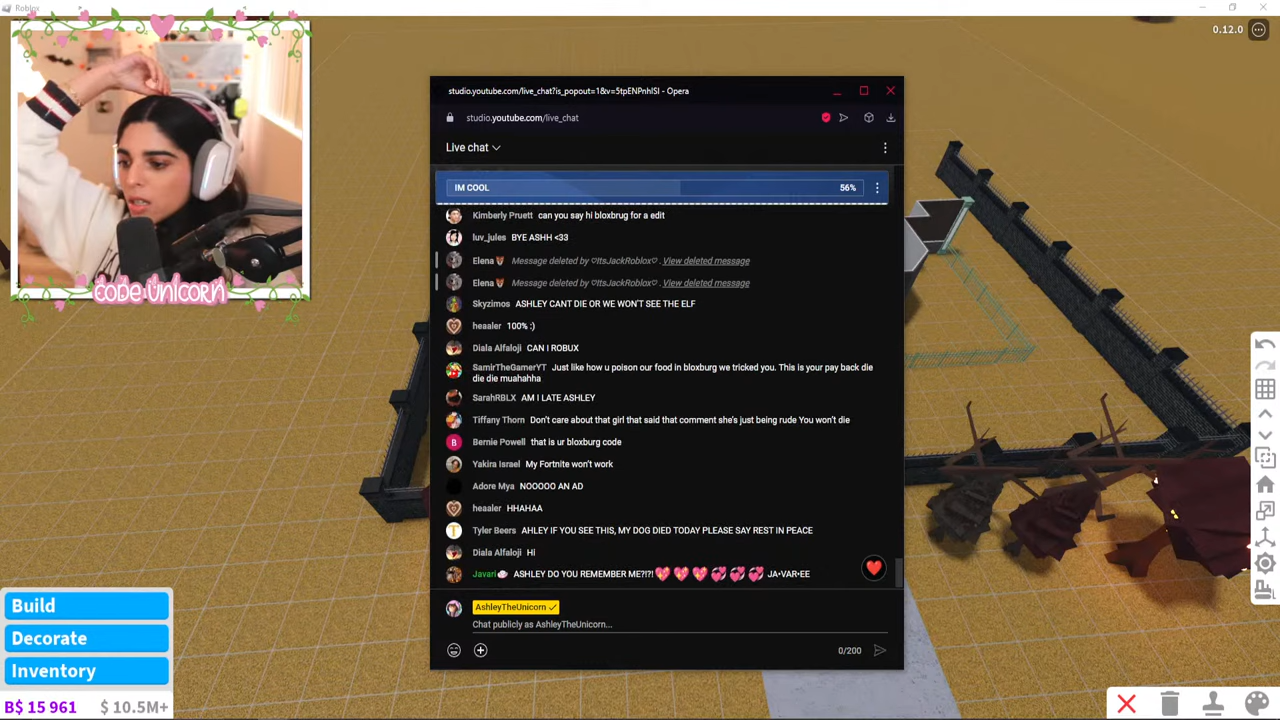 Roblox
0.12.0
CODE UNICORN
studio.youtube.com/live_chat?is_popout=1&v=5tpENPnhlSI - Opera
studio.youtube.com/live_chat
Live chat
IM COOL 56%
Kimberly Pruett can you say hi bloxbrug for a edit
luv_jules BYE ASHH <33
Elena🦊 Message deleted by ♡ItsJackRoblox♡ . View deleted message
Elena🦊 Message deleted by ♡ItsJackRoblox♡ . View deleted message
Skyzimos ASHLEY CANT DIE OR WE WON'T SEE THE ELF
heaaler 100% :)
Diala Alfaloji CAN I ROBUX
SamirTheGamerYT Just like how u poison our food in bloxburg we tricked you. This is your pay back die
die die muahahha
SarahRBLX AM I LATE ASHLEY
Tiffany Thorn Don't care about that girl that said that comment she's just being rude You won't die
B Bernie Powell that is ur bloxburg code
Yakira Israel My Fortnite won't work
Adore Mya NOOOOO AN AD
heaaler HHAHAA
T Tyler Beers AHLEY IF YOU SEE THIS, MY DOG DIED TODAY PLEASE SAY REST IN PEACE
Diala Alfaloji Hi
Javari ASHLEY DO YOU REMEMBER ME?!?!💖💖💖💞💞💞 JA•VAR•EE
AshleyTheUnicorn ✓
Chat publicly as AshleyTheUnicorn...
0/200
Build
Decorate
Inventory
B$ 15 961 $ 10.5M+